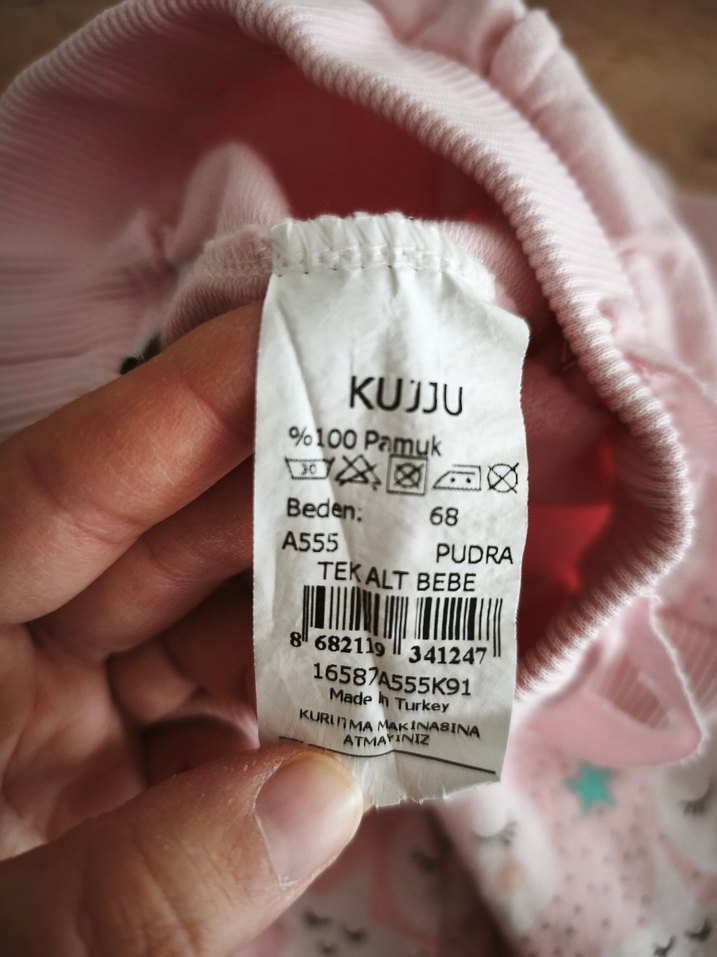 KUJJU
%100 Pamuk
30
Beden: 68
A555 PUDRA
TEK ALT BEBE
8 682119 341247
16587A555K91
Made in Turkey
KURUTMA MAKINASINA
ATMAYINIZ